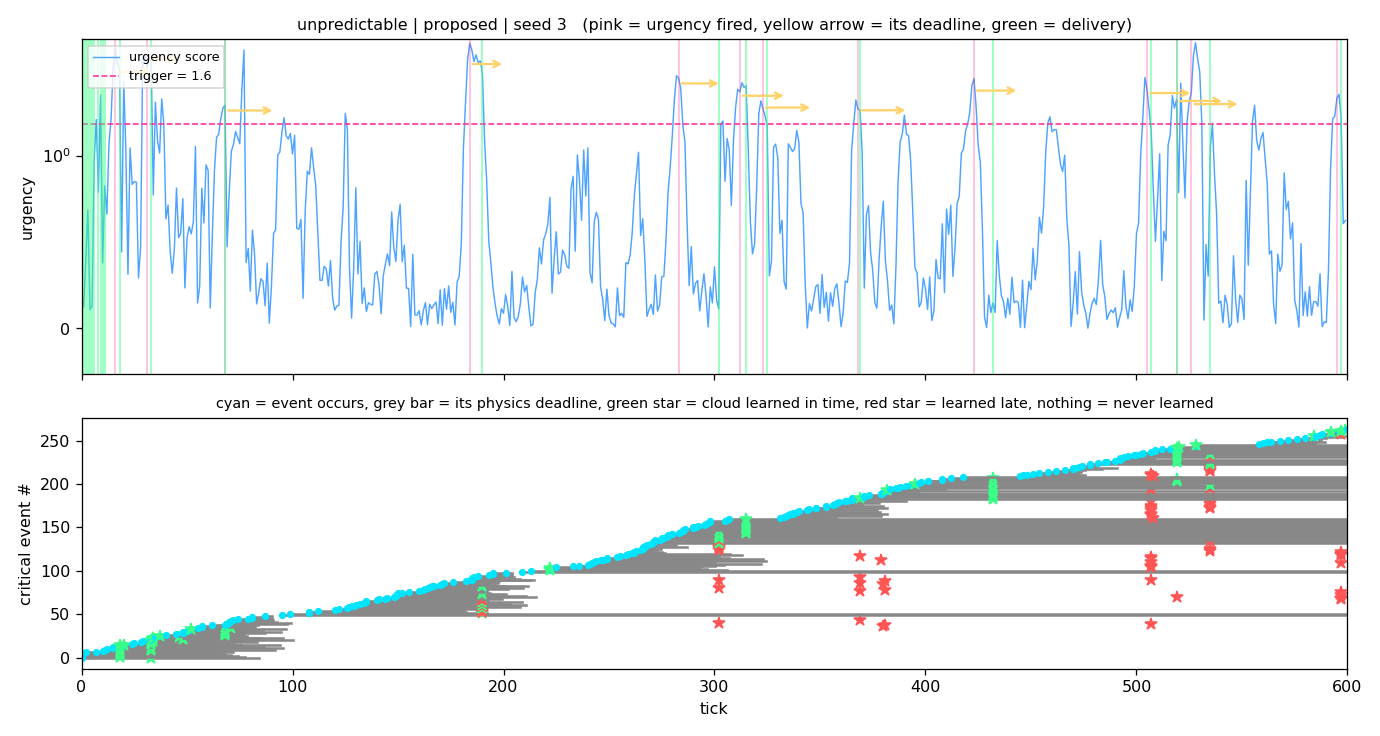 unpredictable | proposed | seed 3   (pink = urgency fired, yellow arrow = its deadline, green = delivery)
urgency score
trigger = 1.6
10⁰
0
urgency
cyan = event occurs, grey bar = its physics deadline, green star = cloud learned in time, red star = learned late, nothing = never learned
250
200
150
100
50
0
critical event #
0 100 200 300 400 500 600
tick